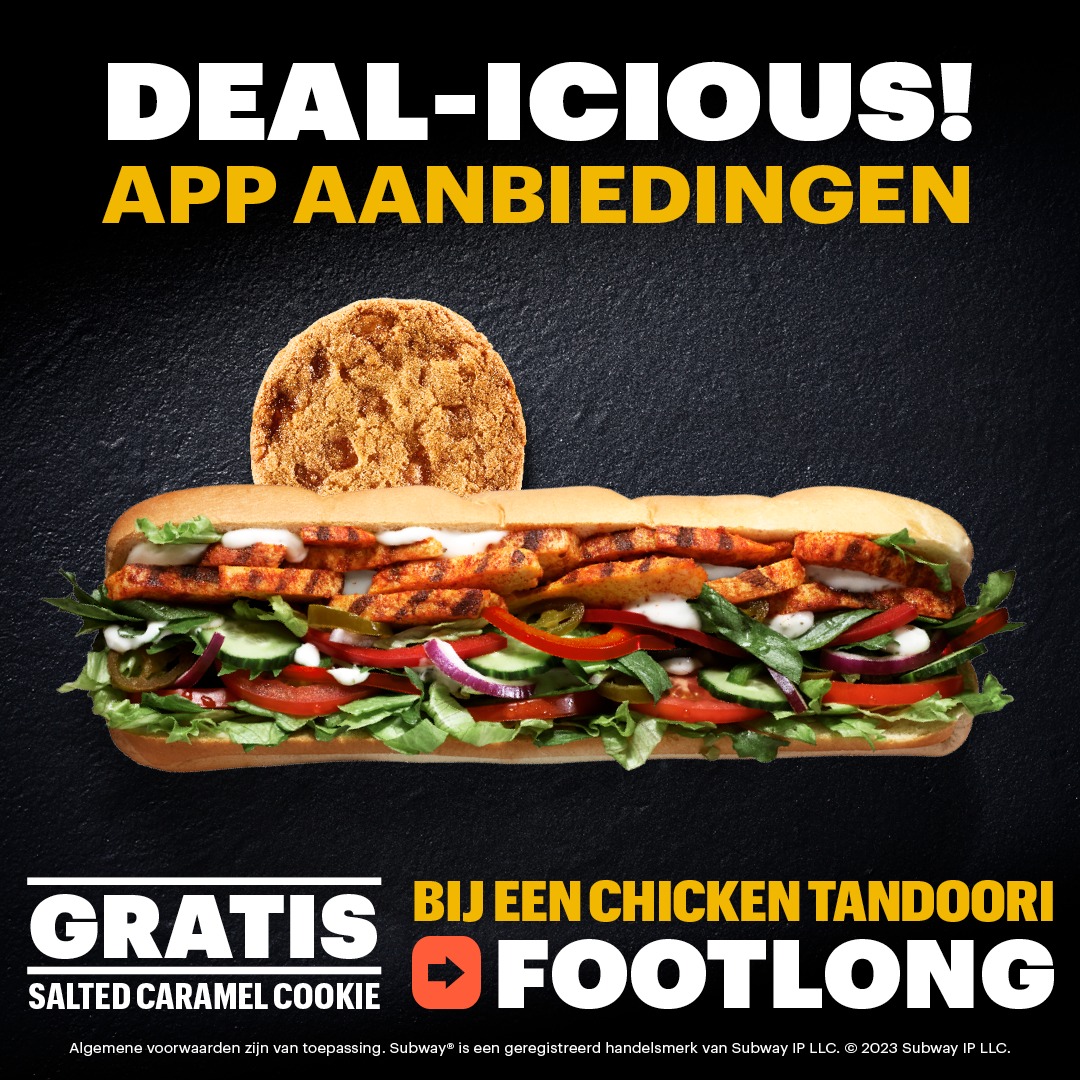 DEAL-ICIOUS!
APP AANBIEDINGEN
GRATIS
SALTED CARAMEL COOKIE
BIJ EEN CHICKEN TANDOORI
FOOTLONG
Algemene voorwaarden zijn van toepassing. Subway® is een geregistreerd handelsmerk van Subway IP LLC. © 2023 Subway IP LLC.